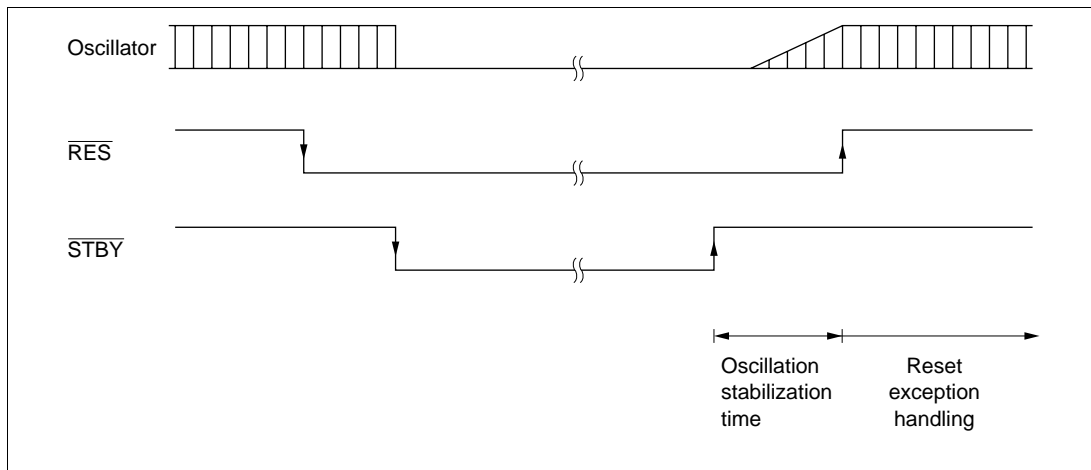 Oscillator
RES
STBY
Oscillation
stabilization
time
Reset
exception
handling